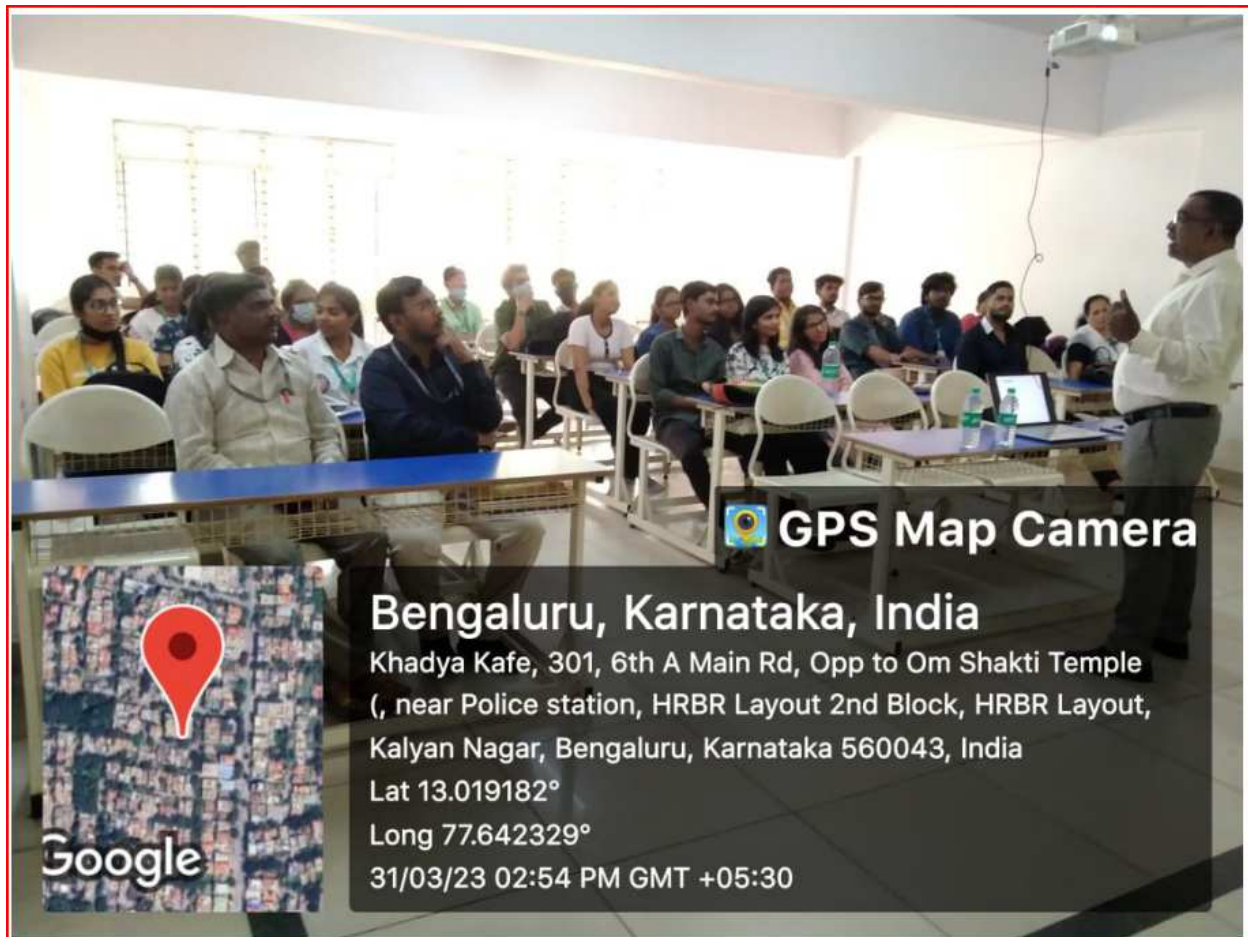 GPS Map Camera
Bengaluru, Karnataka, India
Khadya Kafe, 301, 6th A Main Rd, Opp to Om Shakti Temple
(, near Police station, HRBR Layout 2nd Block, HRBR Layout,
Kalyan Nagar, Bengaluru, Karnataka 560043, India
Lat 13.019182°
Long 77.642329°
31/03/23 02:54 PM GMT +05:30
Google